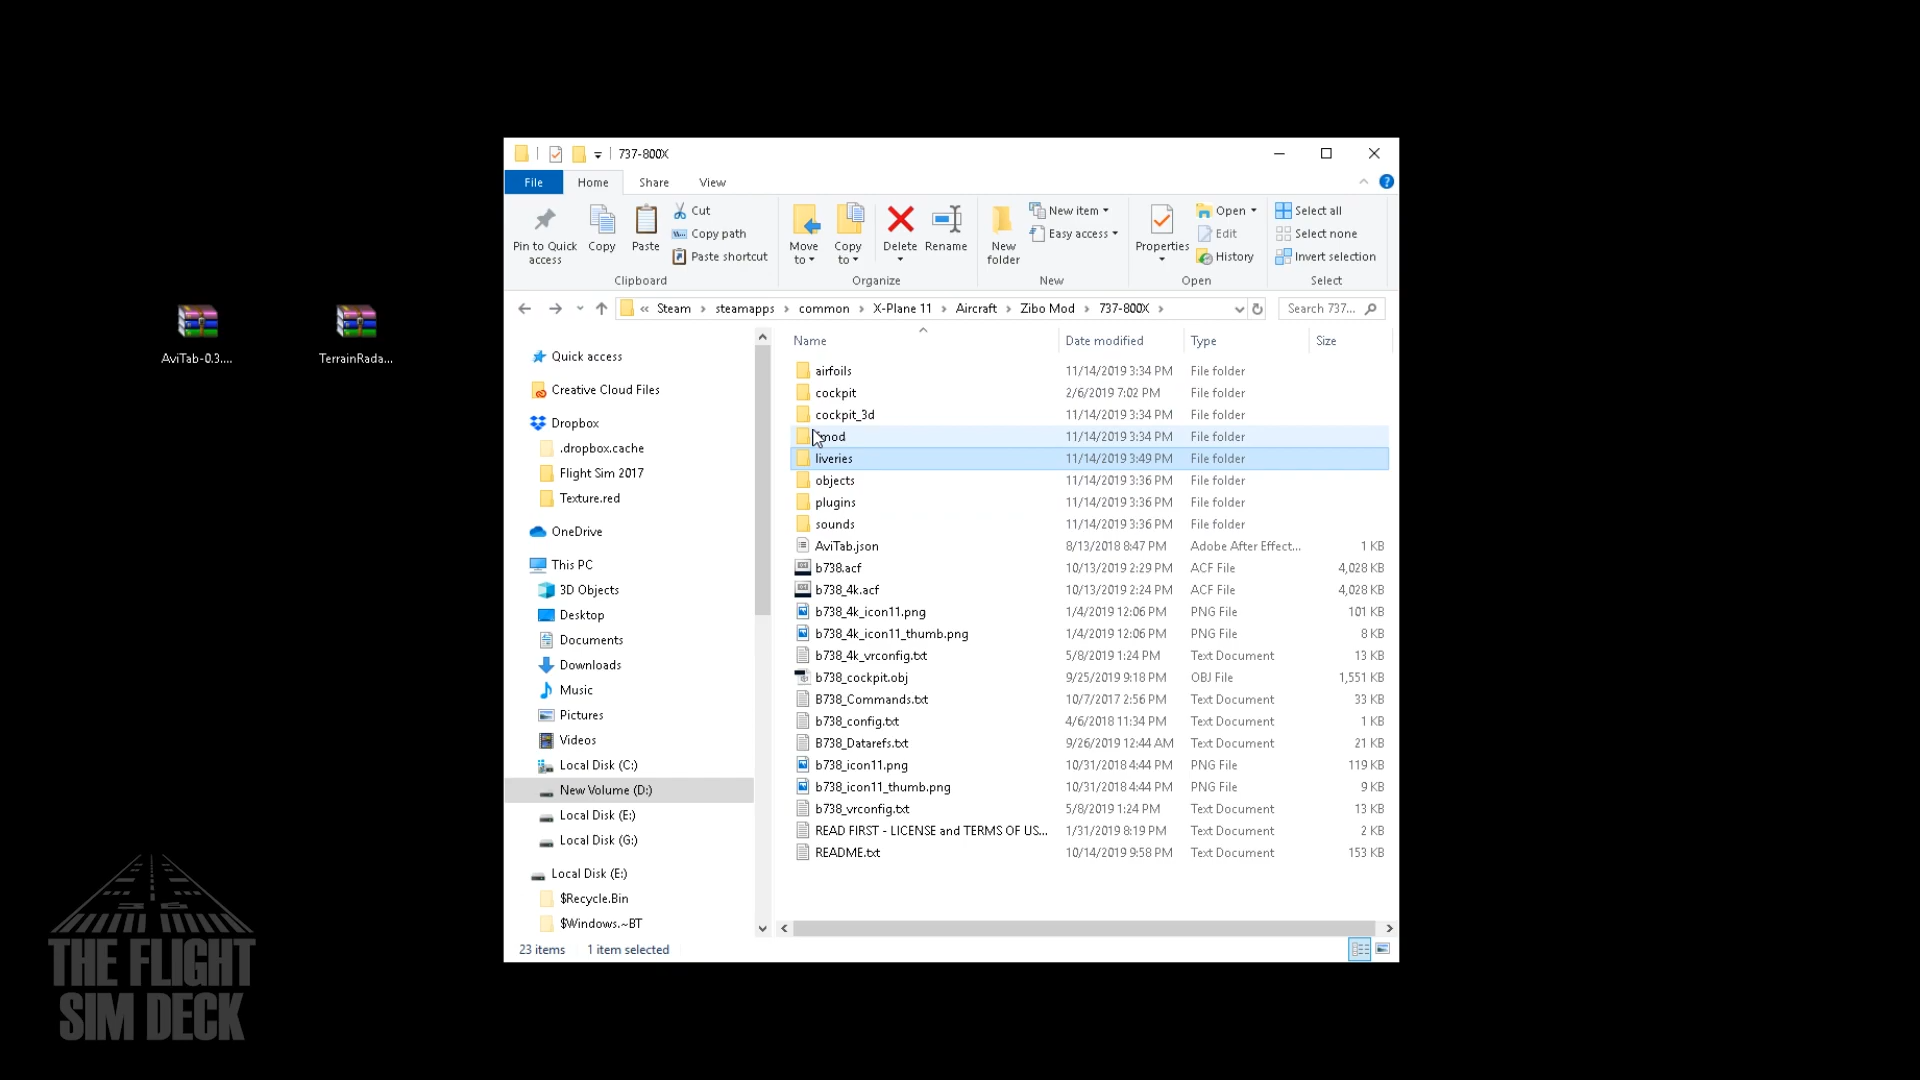 737-800X
File Home Share View
Pin to Quick access
Copy
Paste
Cut
Copy path
Paste shortcut
Clipboard
Move to
Copy to
Delete
Rename
Organize
New folder
New item
Easy access
New
Properties
Open
Edit
History
Open
Select all
Select none
Invert selection
Select
« Steam > steamapps > common > X-Plane 11 > Aircraft > Zibo Mod > 737-800X >
Search 737...
AviTab-0.3....
TerrainRada...
Quick access
Creative Cloud Files
Dropbox
.dropbox.cache
Flight Sim 2017
Texture.red
OneDrive
This PC
3D Objects
Desktop
Documents
Downloads
Music
Pictures
Videos
Local Disk (C:)
New Volume (D:)
Local Disk (E:)
Local Disk (G:)
Local Disk (E:)
$Recycle.Bin
$Windows.~BT
Name Date modified Type Size
airfoils 11/14/2019 3:34 PM File folder
cockpit 2/6/2019 7:02 PM File folder
cockpit_3d 11/14/2019 3:34 PM File folder
11/14/2019 3:34 PM File folder
liveries 11/14/2019 3:49 PM File folder
objects 11/14/2019 3:36 PM File folder
plugins 11/14/2019 3:36 PM File folder
sounds 11/14/2019 3:36 PM File folder
AviTab.json 8/13/2018 8:47 PM Adobe After Effect... 1 KB
b738.acf 10/13/2019 2:29 PM ACF File 4,028 KB
b738_4k.acf 10/13/2019 2:24 PM ACF File 4,028 KB
b738_4k_icon11.png 1/4/2019 12:06 PM PNG File 101 KB
b738_4k_icon11_thumb.png 1/4/2019 12:06 PM PNG File 8 KB
b738_4k_vrconfig.txt 5/8/2019 1:24 PM Text Document 13 KB
b738_cockpit.obj 9/25/2019 9:18 PM OBJ File 1,551 KB
B738_Commands.txt 10/7/2017 2:56 PM Text Document 33 KB
b738_config.txt 4/6/2018 11:34 PM Text Document 1 KB
B738_Datarefs.txt 9/26/2019 12:44 AM Text Document 21 KB
b738_icon11.png 10/31/2018 4:44 PM PNG File 119 KB
b738_icon11_thumb.png 10/31/2018 4:44 PM PNG File 9 KB
b738_vrconfig.txt 5/8/2019 1:24 PM Text Document 13 KB
READ FIRST - LICENSE and TERMS OF US... 1/31/2019 8:19 PM Text Document 2 KB
README.txt 10/14/2019 9:58 PM Text Document 153 KB
23 items 1 item selected
36
THE FLIGHT
SIM DECK